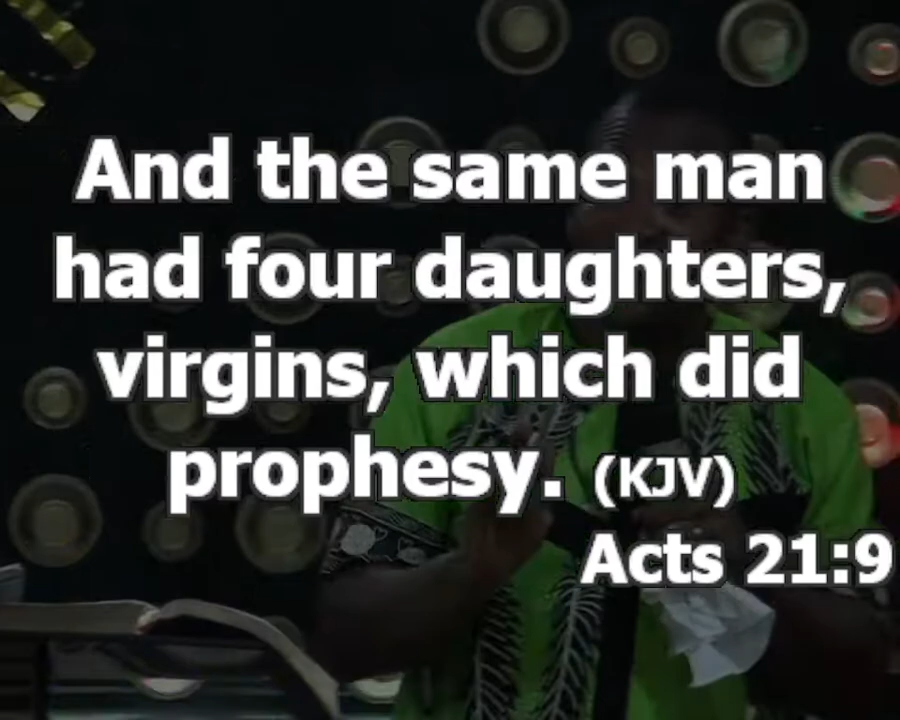 And the same man
had four daughters,
virgins, which did
prophesy. (KJV)
Acts 21:9